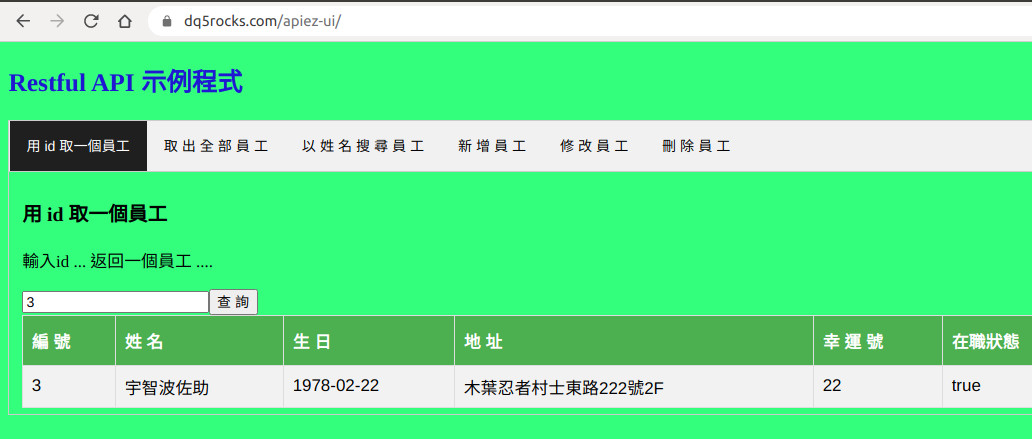 dq5rocks.com/apiez-ui/
Restful API 示例程式
用 id 取一個員工 取出全部員工 以姓名搜尋員工 新增員工 修改員工 刪除員工
用 id 取一個員工
輸入id ... 返回一個員工 ....
3 查詢
編號 姓名 生日 地址 幸運號 在職狀態
3 宇智波佐助 1978-02-22 木葉忍者村士東路222號2F 22 true